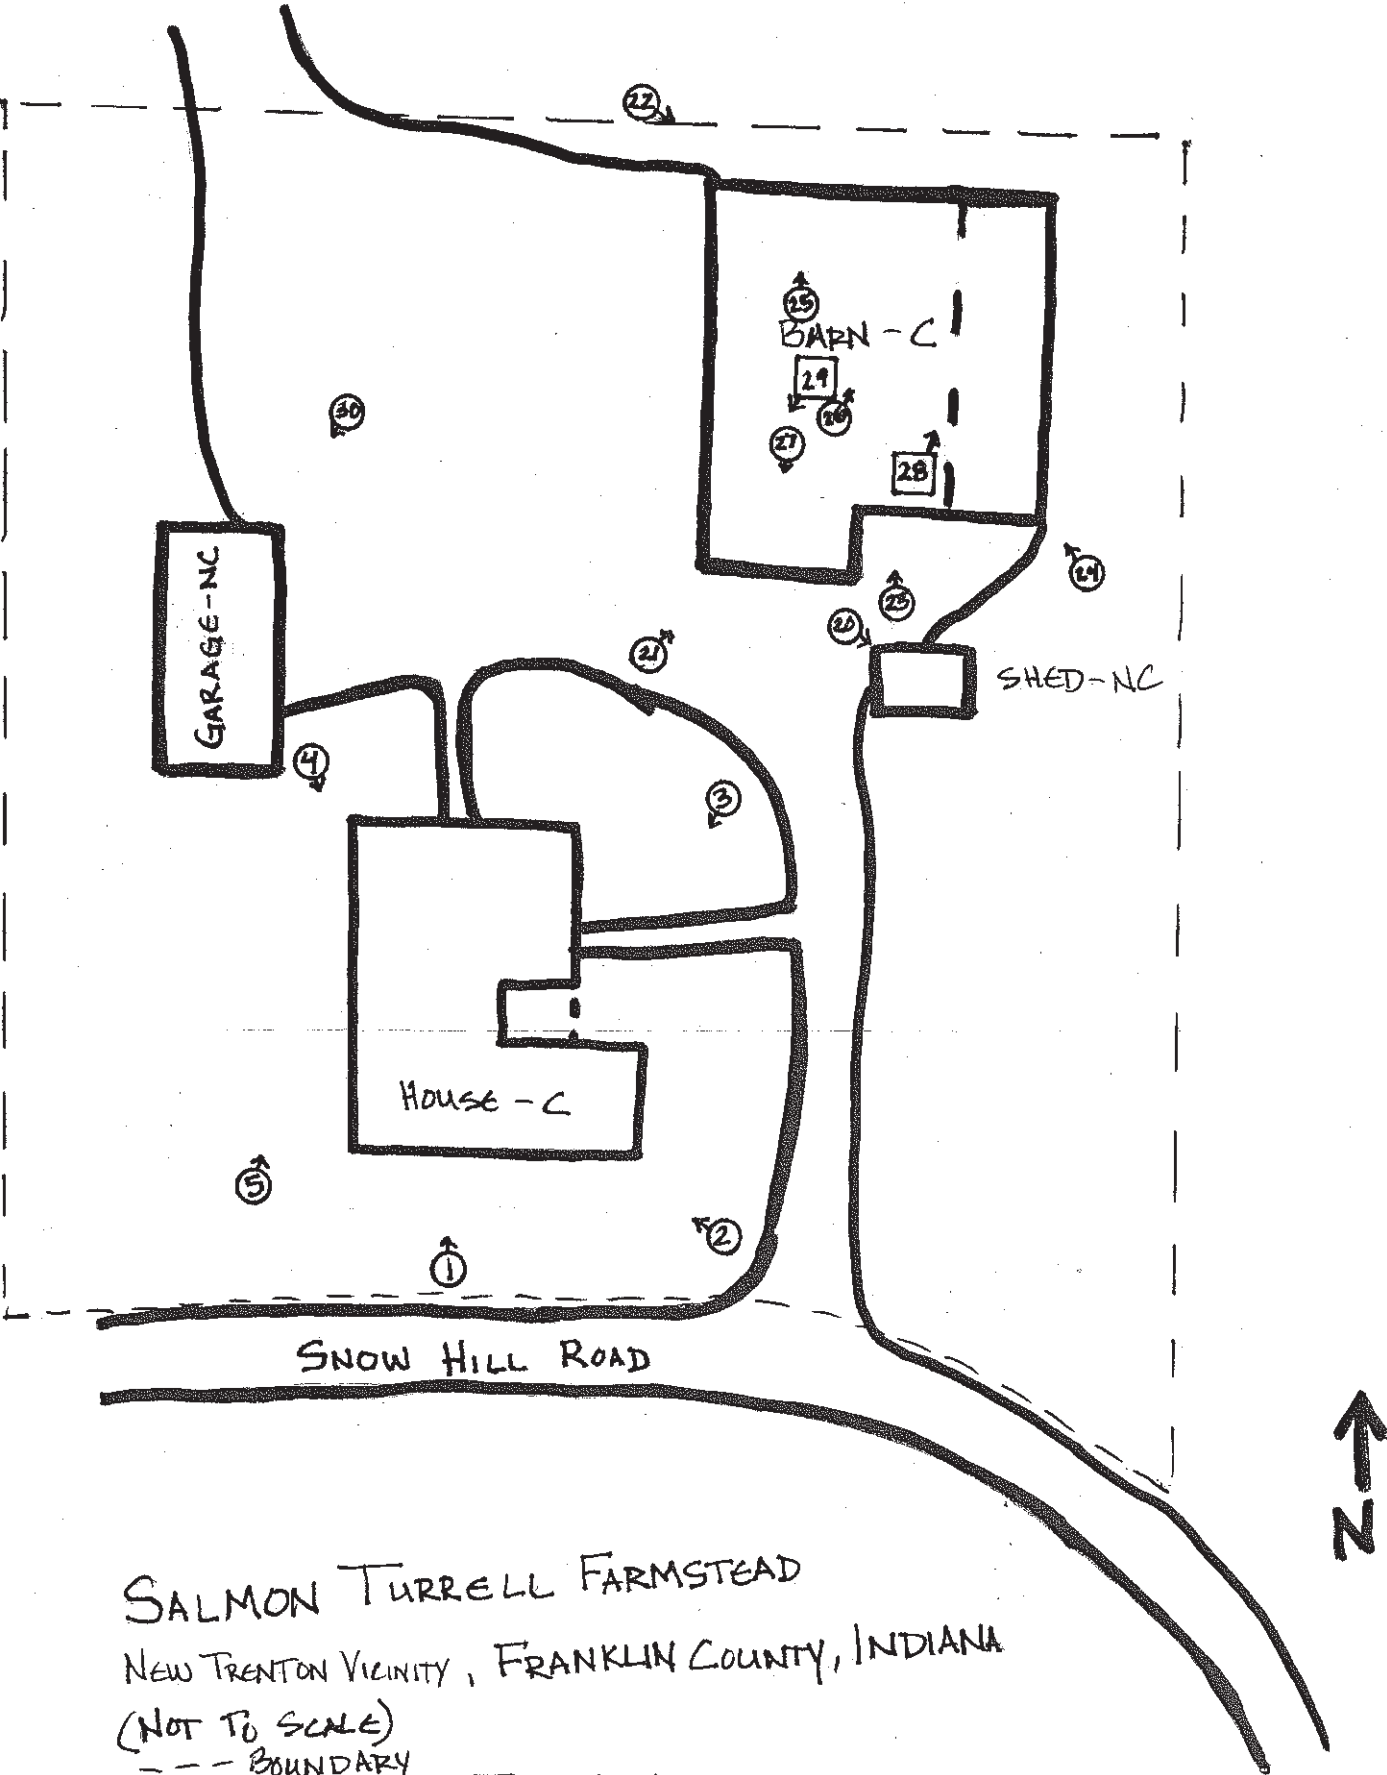 22
25
BARN - C
29
26
30
27
28
GARAGE-NC
24
23
20
21
SHED-NC
4
3
HOUSE - C
5
2
1
SNOW HILL ROAD
N
SALMON TURRELL FARMSTEAD
NEW TRENTON VICINITY, FRANKLIN COUNTY, INDIANA
(NOT TO SCALE)
--- BOUNDARY